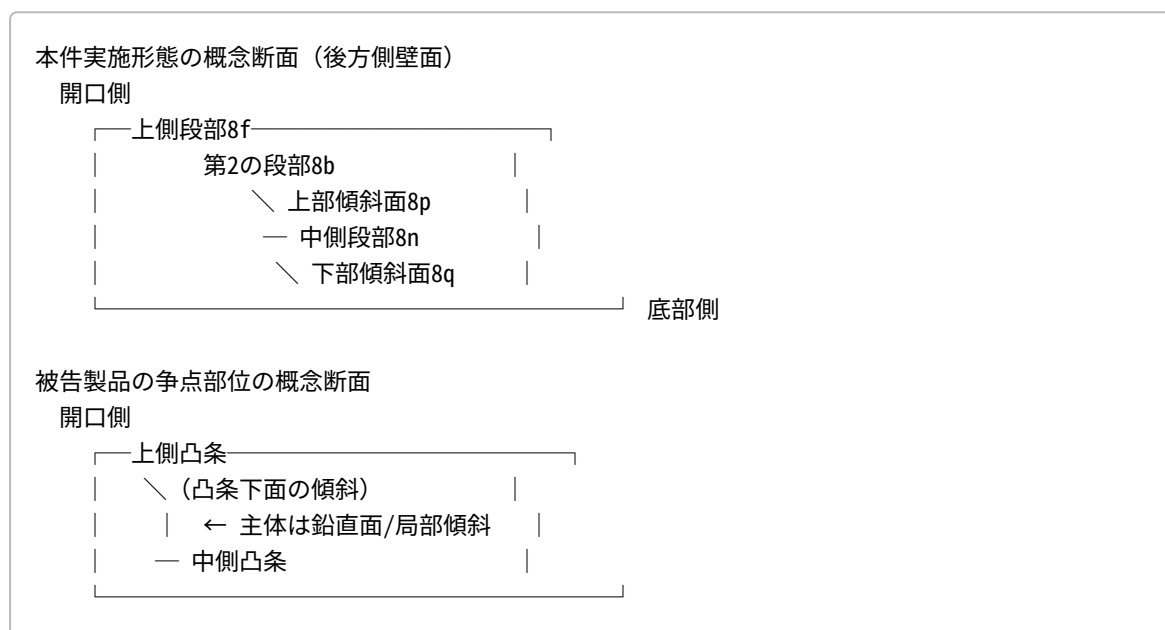 本件実施形態の概念断面（後方側壁面）
開口側
┌──上側段部8f──────────────────┐
│ 第2の段部8b │
│ ＼ 上部傾斜面8p │
│ ─ 中側段部8n │
│ ＼ 下部傾斜面8q │
└────────────────────────────────┘ 底部側
被告製品の争点部位の概念断面
開口側
┌──上側凸条─────────────────────┐
│ ＼（凸条下面の傾斜） │
│ │ ← 主体は鉛直面/局部傾斜 │
│ ─ 中側凸条 │
└────────────────────────────────┘